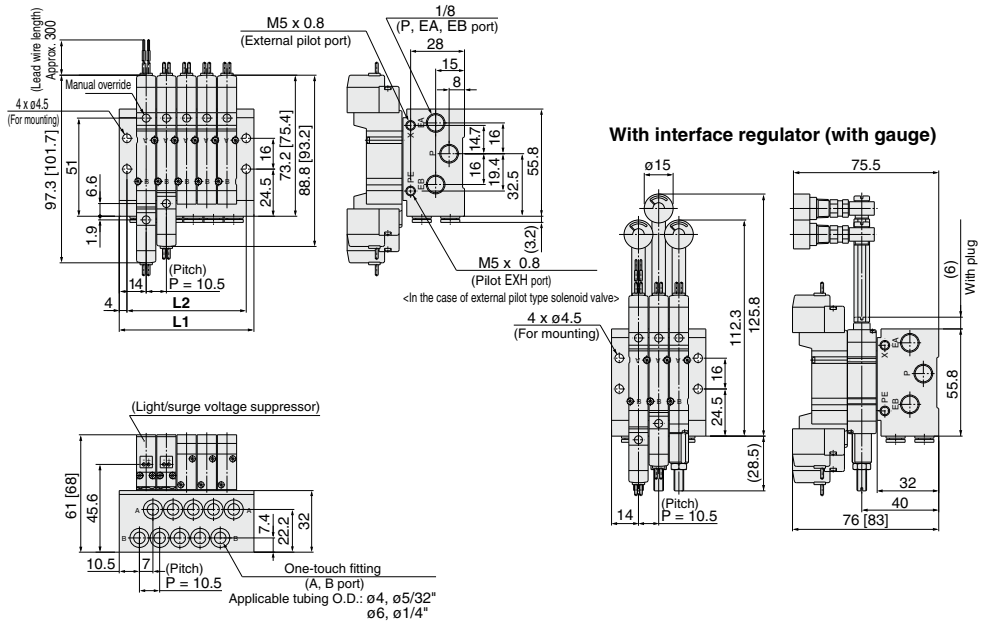 (Lead wire length)
Approx. 300
Manual override
4 x ø4.5
(For mounting)
97.3 [101.7]
51
6.6
1.9
14
(Pitch)
P = 10.5
4
L2
L1
16
24.5
73.2 [75.4]
88.8 [93.2]
A
A
A
A
A
B
B
B
B
B
M5 x 0.8
(External pilot port)
1/8
(P, EA, EB port)
28
15
8
X
EA
P
PE
EB
14.7
16
16
19.4
32.5
55.8
(3.2)
M5 x 0.8
(Pilot EXH port)
<In the case of external pilot type solenoid valve>
With interface regulator (with gauge)
ø15
4 x ø4.5
(For mounting)
A
A
A
B
B
B
16
24.5
112.3
125.8
(28.5)
14
(Pitch)
P = 10.5
75.5
(6)
With plug
X
EA
P
PE
EB
55.8
32
40
76 [83]
(Light/surge voltage suppressor)
61 [68]
45.6
A
A
B
B
7.4
22.2
32
10.5
7
(Pitch)
P = 10.5
One-touch fitting
(A, B port)
Applicable tubing O.D.: ø4, ø5/32"
ø6, ø1/4"